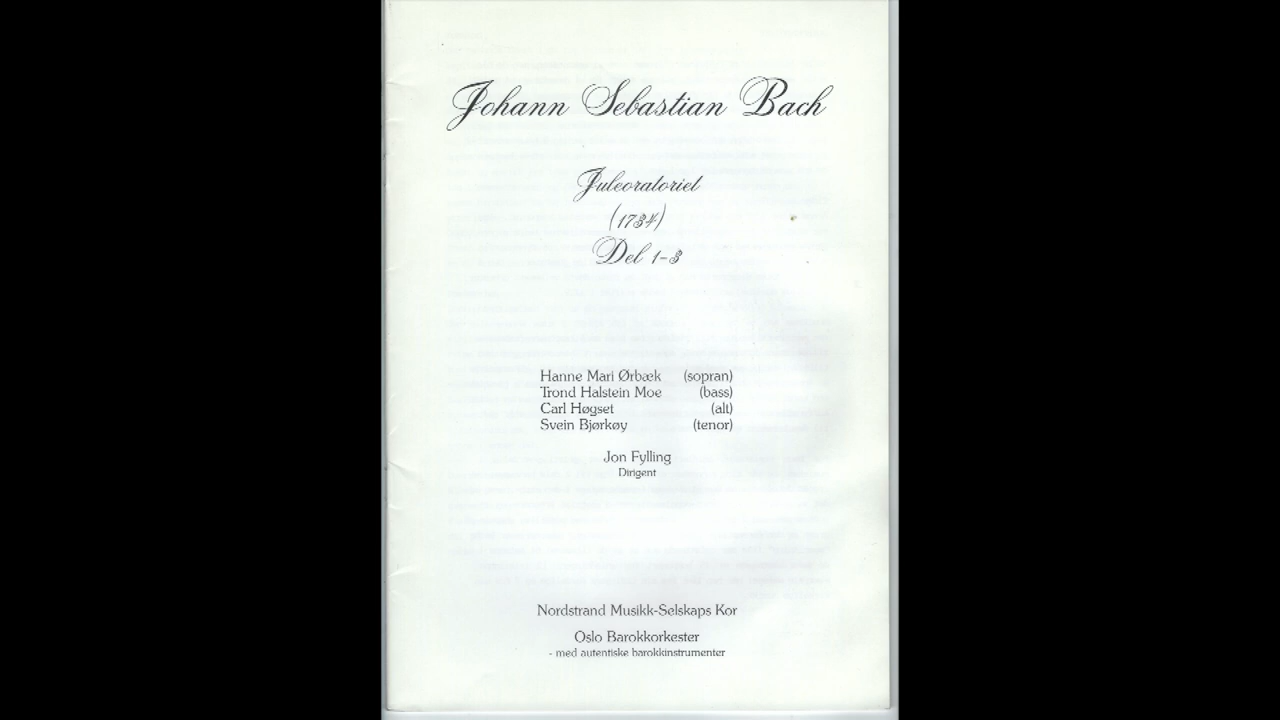 Johann Sebastian Bach
Juleoratoriet
(1734)
Del 1-3
Hanne Mari Ørbæk (sopran)
Trond Halstein Moe (bass)
Carl Høgset (alt)
Svein Bjørkøy (tenor)
Jon Fylling
Dirigent
Nordstrand Musikk-Selskaps Kor
Oslo Barokkorkester
- med autentiske barokkinstrumenter